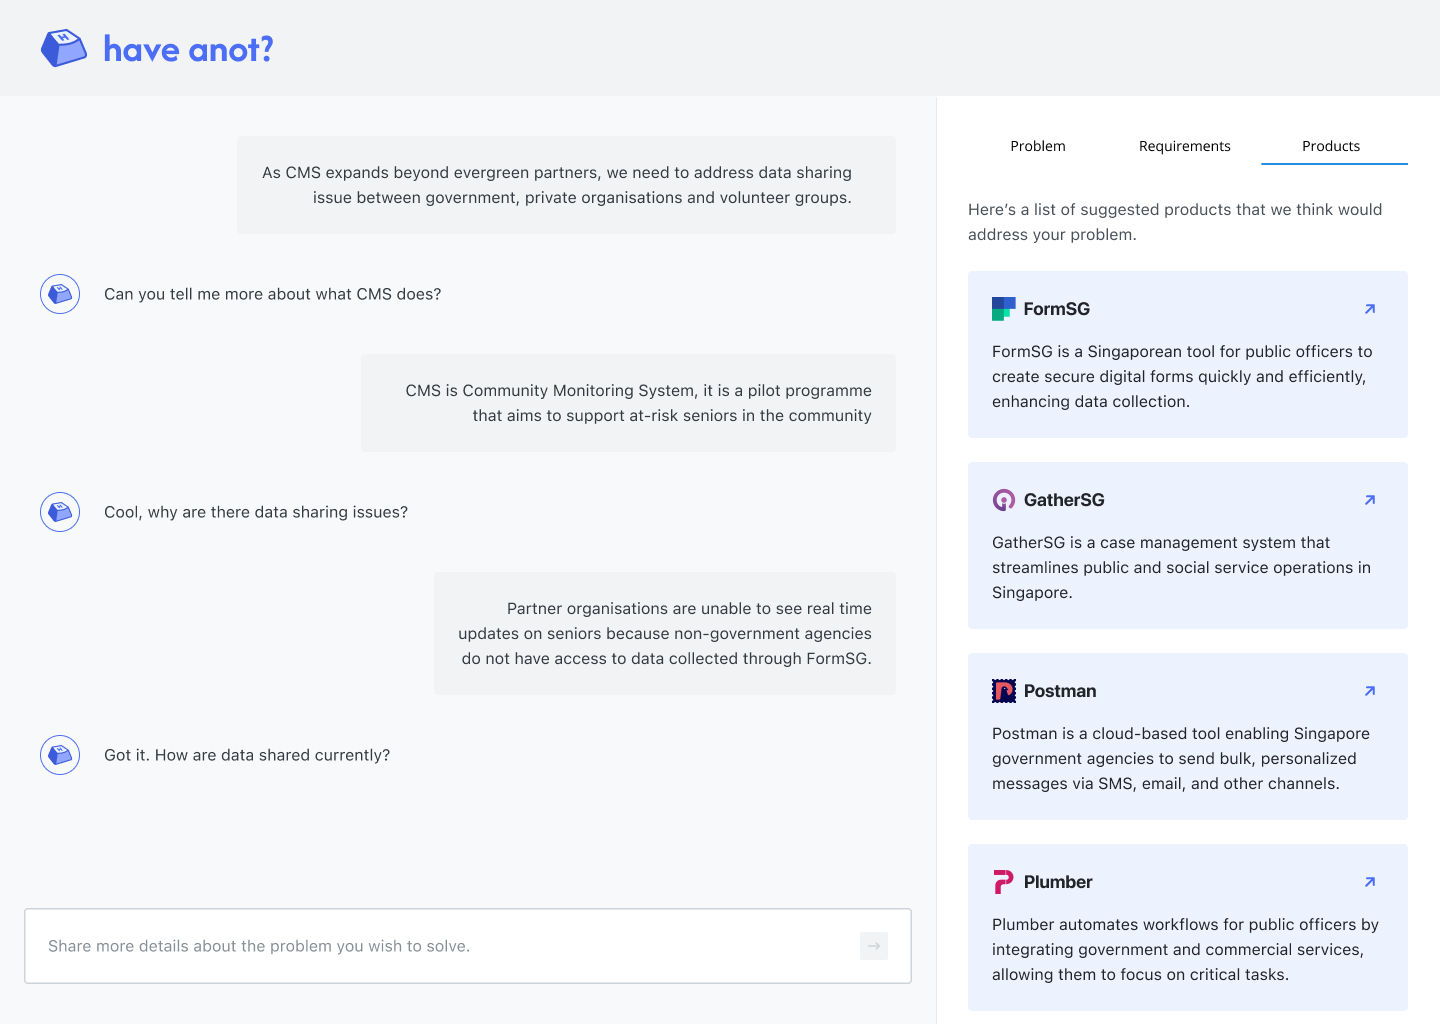 have anot?
As CMS expands beyond evergreen partners, we need to address data sharing
issue between government, private organisations and volunteer groups.
Can you tell me more about what CMS does?
CMS is Community Monitoring System, it is a pilot programme
that aims to support at-risk seniors in the community
Cool, why are there data sharing issues?
Partner organisations are unable to see real time
updates on seniors because non-government agencies
do not have access to data collected through FormSG.
Got it. How are data shared currently?
Share more details about the problem you wish to solve.
Problem
Requirements
Products
Here's a list of suggested products that we think would
address your problem.
FormSG
FormSG is a Singaporean tool for public officers to
create secure digital forms quickly and efficiently,
enhancing data collection.
GatherSG
GatherSG is a case management system that
streamlines public and social service operations in
Singapore.
Postman
Postman is a cloud-based tool enabling Singapore
government agencies to send bulk, personalized
messages via SMS, email, and other channels.
Plumber
Plumber automates workflows for public officers by
integrating government and commercial services,
allowing them to focus on critical tasks.